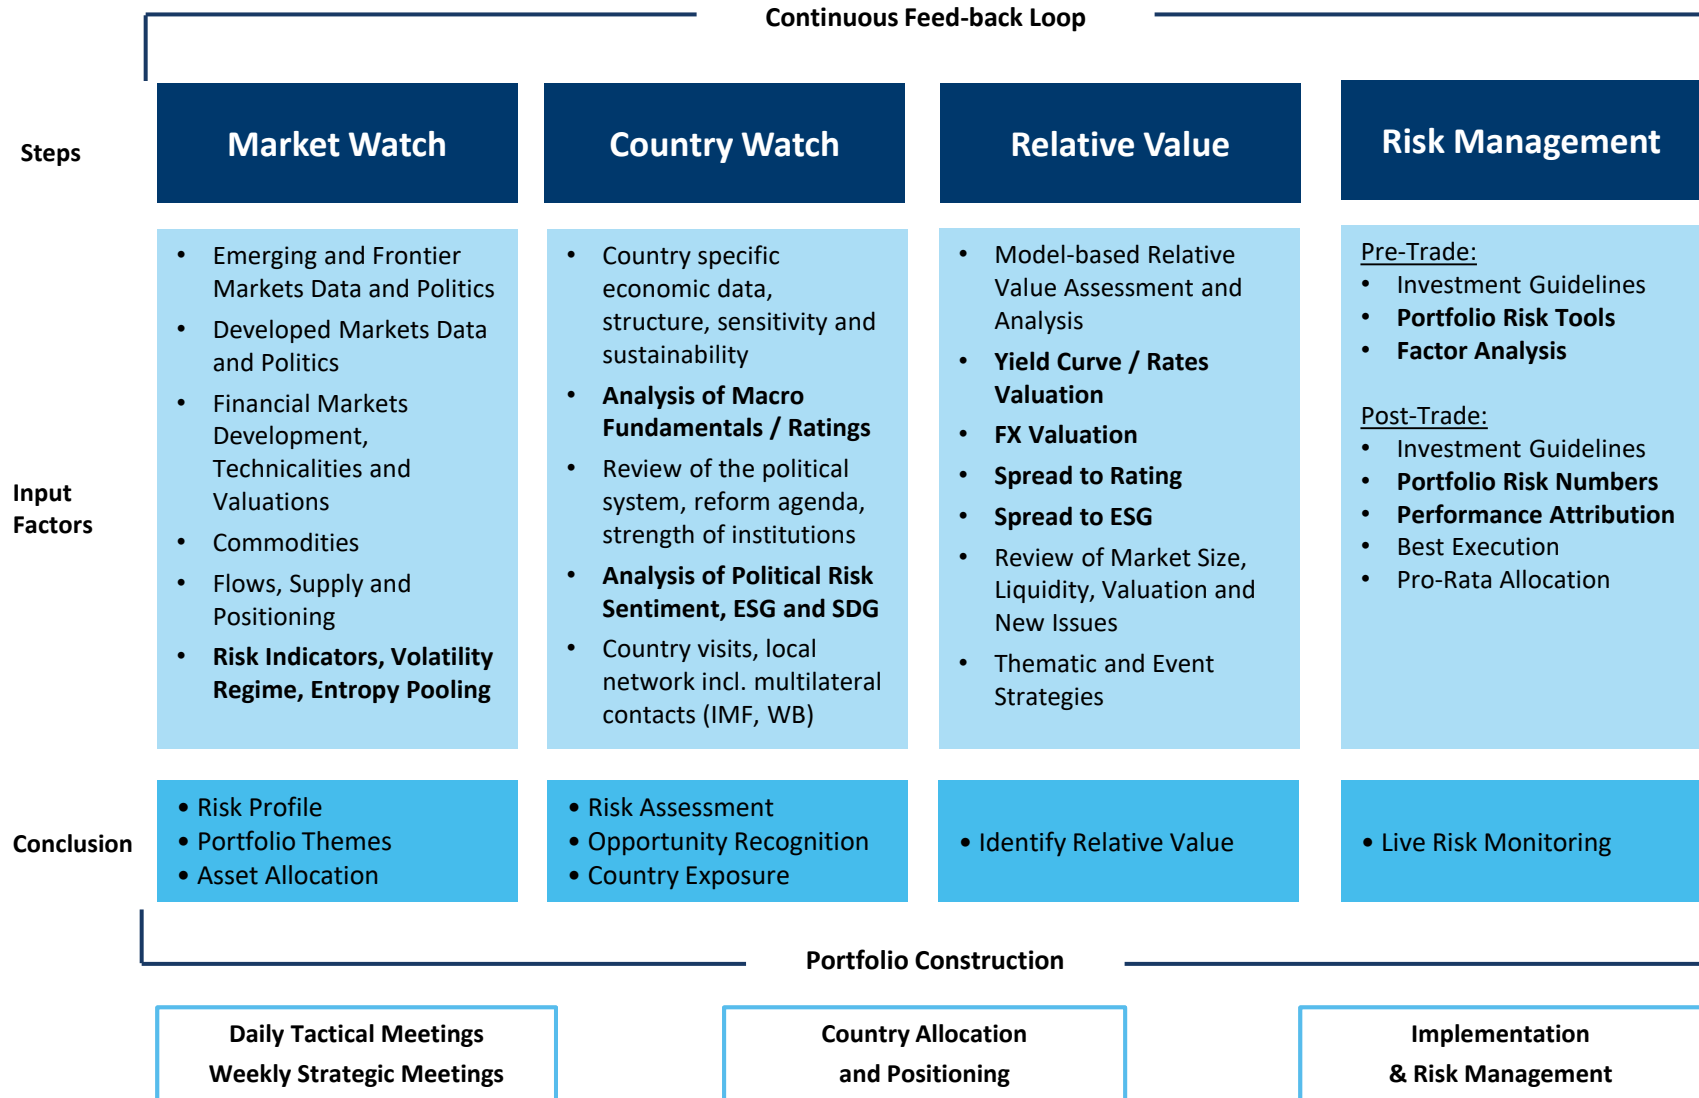 Continuous Feed-back Loop
Steps
Market Watch
Country Watch
Relative Value
Risk Management
Input
Factors
• Emerging and Frontier
Markets Data and Politics
• Developed Markets Data
and Politics
• Financial Markets
Development,
Technicalities and
Valuations
• Commodities
• Flows, Supply and
Positioning
• Risk Indicators, Volatility
Regime, Entropy Pooling
• Country specific
economic data,
structure, sensitivity and
sustainability
• Analysis of Macro
Fundamentals / Ratings
• Review of the political
system, reform agenda,
strength of institutions
• Analysis of Political Risk
Sentiment, ESG and SDG
• Country visits, local
network incl. multilateral
contacts (IMF, WB)
• Model-based Relative
Value Assessment and
Analysis
• Yield Curve / Rates
Valuation
• FX Valuation
• Spread to Rating
• Spread to ESG
• Review of Market Size,
Liquidity, Valuation and
New Issues
• Thematic and Event
Strategies
Pre-Trade:
• Investment Guidelines
• Portfolio Risk Tools
• Factor Analysis
Post-Trade:
• Investment Guidelines
• Portfolio Risk Numbers
• Performance Attribution
• Best Execution
• Pro-Rata Allocation
Conclusion
• Risk Profile
• Portfolio Themes
• Asset Allocation
• Risk Assessment
• Opportunity Recognition
• Country Exposure
• Identify Relative Value
• Live Risk Monitoring
Portfolio Construction
Daily Tactical Meetings
Weekly Strategic Meetings
Country Allocation
and Positioning
Implementation
& Risk Management